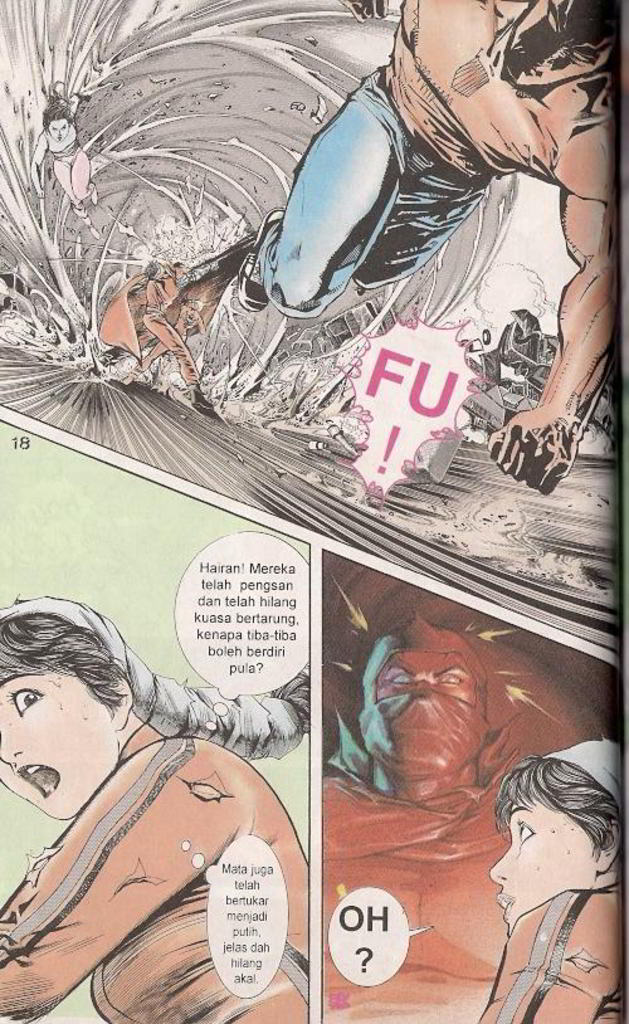 FU
!
18
Hairan! Mereka
telah pengsan
dan telah hilang
kuasa bertarung,
kenapa tiba-tiba
boleh berdiri
pula?
Mata juga
telah
bertukar
menjadi
putih,
jelas dah
hilang
akal.
OH
?